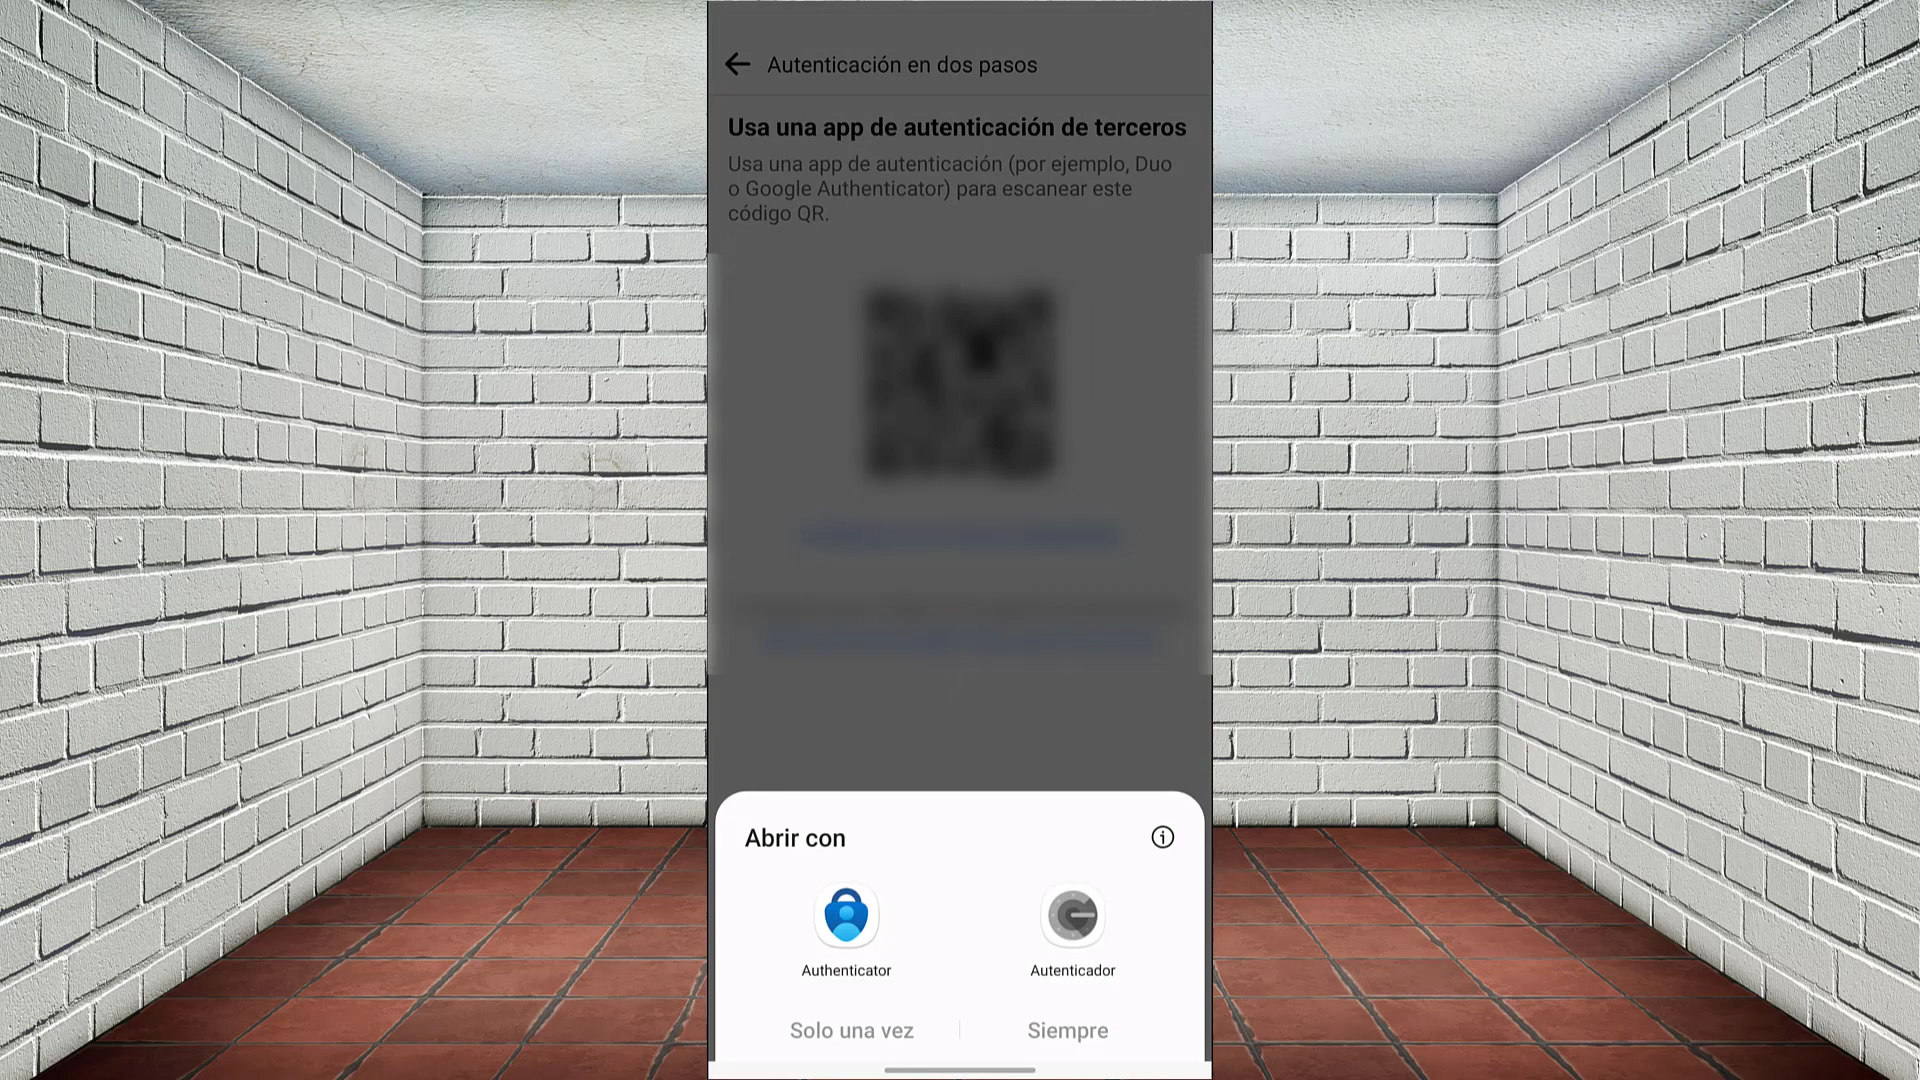 Autenticación en dos pasos
Usa una app de autenticación de terceros
Usa una app de autenticación (por ejemplo, Duo
o Google Authenticator) para escanear este
código QR.
Abrir con
Authenticator
Autenticador
Solo una vez
Siempre